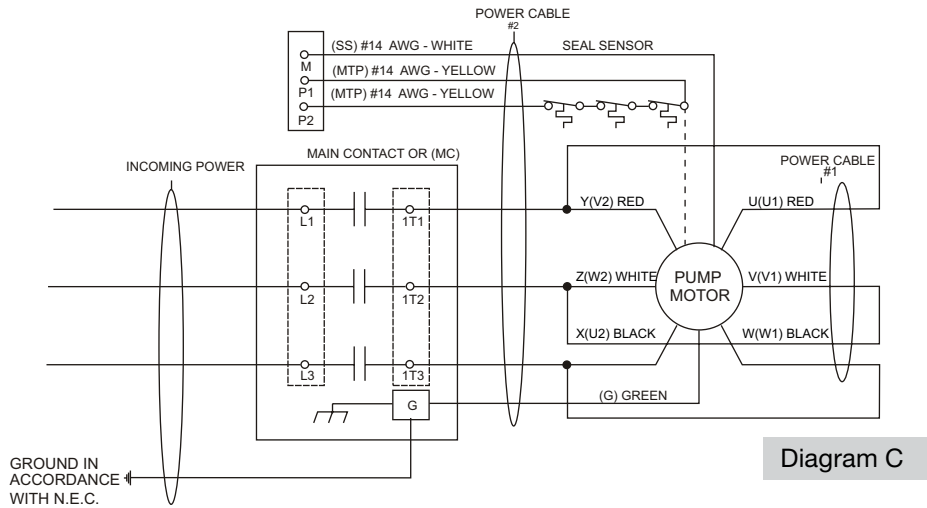 POWER CABLE
#2
(SS) #14 AWG - WHITE
SEAL SENSOR
M
(MTP) #14 AWG - YELLOW
P1
(MTP) #14 AWG - YELLOW
P2
MAIN CONTACT OR (MC)
INCOMING POWER
POWER CABLE
#1
Y(V2) RED
U(U1) RED
L1
1T1
Z(W2) WHITE
PUMP
MOTOR
V(V1) WHITE
L2
1T2
X(U2) BLACK
W(W1) BLACK
L3
1T3
(G) GREEN
G
GROUND IN
ACCORDANCE
WITH N.E.C.
Diagram C